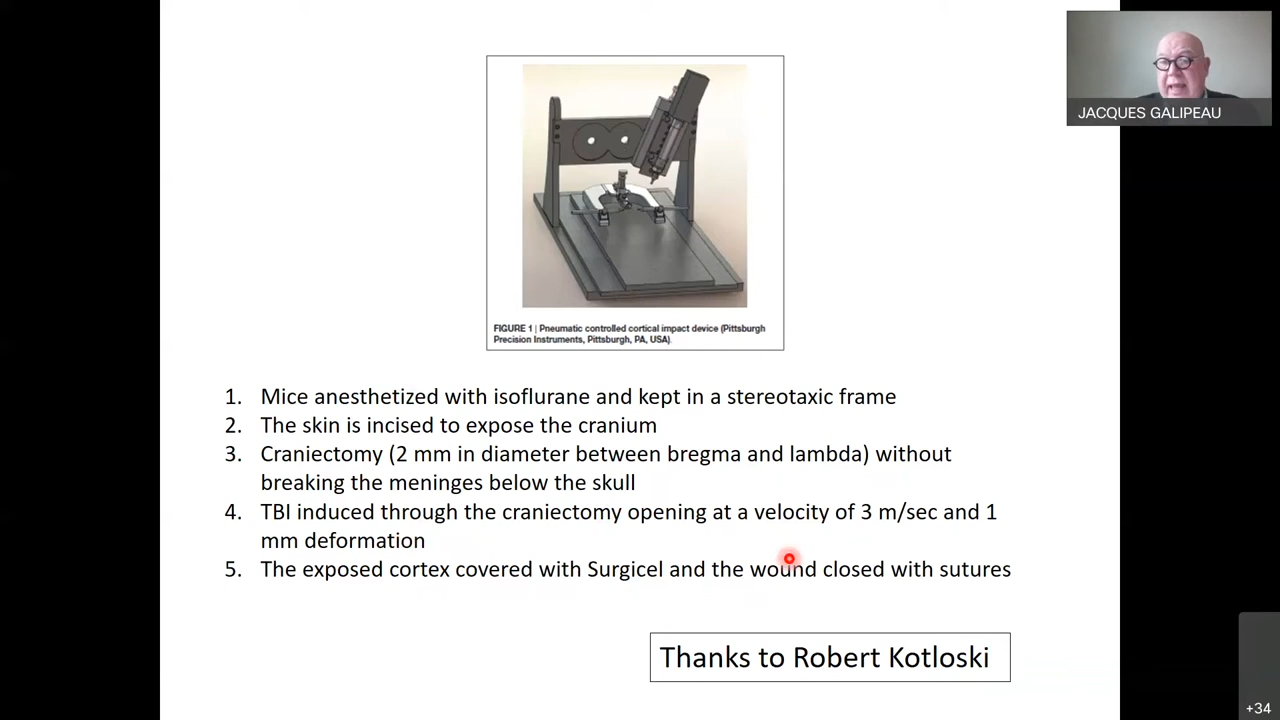 JACQUES GALIPEAU
FIGURE 1 | Pneumatic controlled cortical impact device (Pittsburgh
Precision Instruments, Pittsburgh, PA, USA).
1. Mice anesthetized with isoflurane and kept in a stereotaxic frame
2. The skin is incised to expose the cranium
3. Craniectomy (2 mm in diameter between bregma and lambda) without
breaking the meninges below the skull
4. TBI induced through the craniectomy opening at a velocity of 3 m/sec and 1
mm deformation
5. The exposed cortex covered with Surgicel and the wound closed with sutures
Thanks to Robert Kotloski
+34